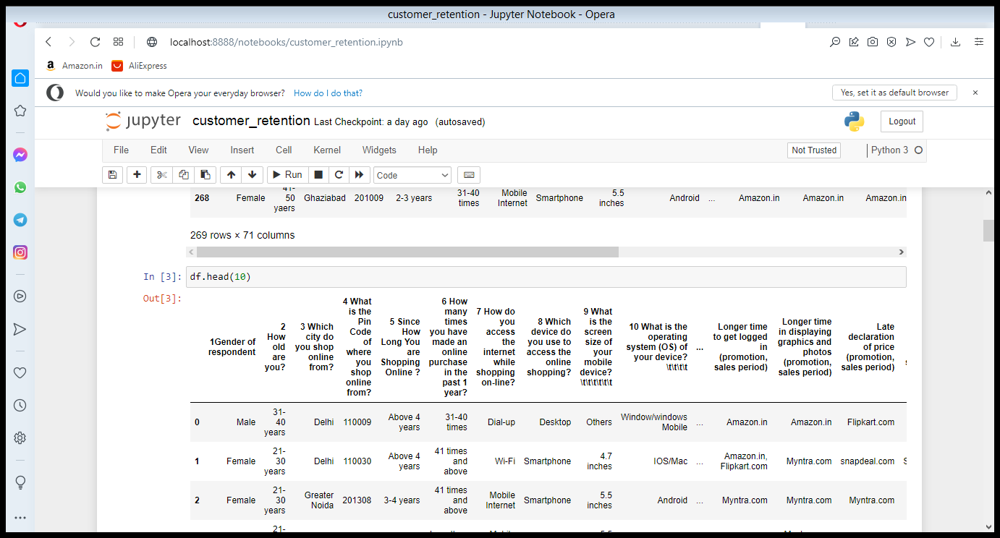 customer_retention - Jupyter Notebook - Opera
localhost:8888/notebooks/customer_retention.ipynb
a Amazon.in AliExpress
Would you like to make Opera your everyday browser? How do I do that? Yes, set it as default browser ×
jupyter customer_retention Last Checkpoint: a day ago (autosaved) Logout
File Edit View Insert Cell Kernel Widgets Help Not Trusted Python 3
Run Code
268 Female 41-50 yaers Ghaziabad 201009 2-3 years 31-40 times Mobile Internet Smartphone 5.5 inches Android ... Amazon.in Amazon.in Amazon.in
269 rows × 71 columns
In [3]: df.head(10)
Out[3]:
1Gender of respondent 2 How old are you? 3 Which city do you shop online from? 4 What is the Pin Code of where you shop online from? 5 Since How Long You are Shopping Online ? 6 How many times you have made an online purchase in the past 1 year? 7 How do you access the internet while shopping on-line? 8 Which device do you use to access the online shopping? 9 What is the screen size of your mobile device? \t\t\t\t\t 10 What is the operating system (OS) of your device? \t\t\t\t ... Longer time to get logged in (promotion, sales period) Longer time in displaying graphics and photos (promotion, sales period) Late declaration of price (promotion, sales period)
0 Male 31-40 years Delhi 110009 Above 4 years 31-40 times Dial-up Desktop Others Window/windows Mobile ... Amazon.in Amazon.in Flipkart.com
1 Female 21-30 years Delhi 110030 Above 4 years 41 times and above Wi-Fi Smartphone 4.7 inches IOS/Mac ... Amazon.in, Flipkart.com Myntra.com snapdeal.com S
2 Female 21-30 years Greater Noida 201308 3-4 years 41 times and above Mobile Internet Smartphone 5.5 inches Android ... Myntra.com Myntra.com Myntra.com
21-